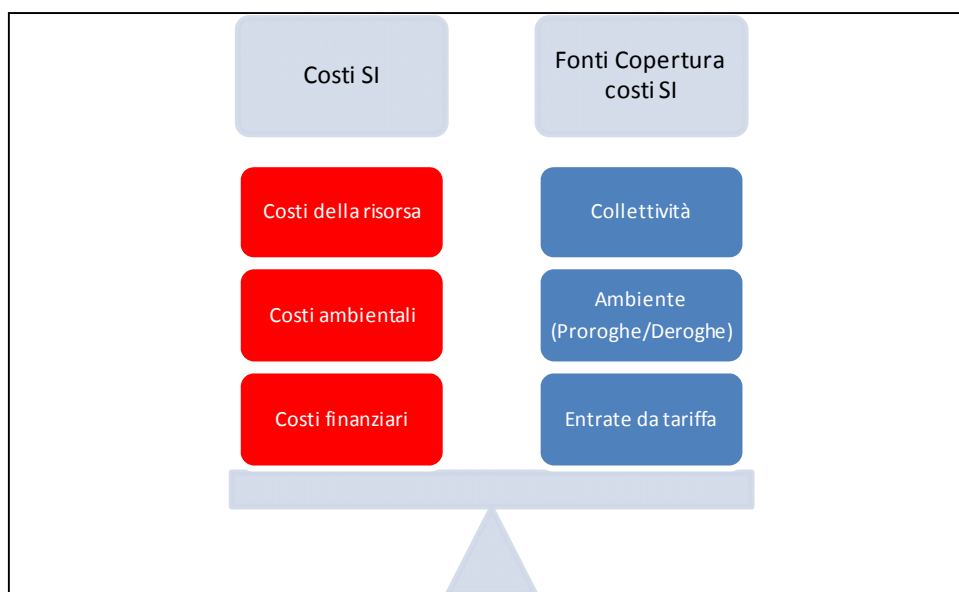 Costi SI
Fonti Copertura
costi SI
Costi della risorsa
Collettività
Costi ambientali
Ambiente
(Proroghe/Deroghe)
Costi finanziari
Entrate da tariffa